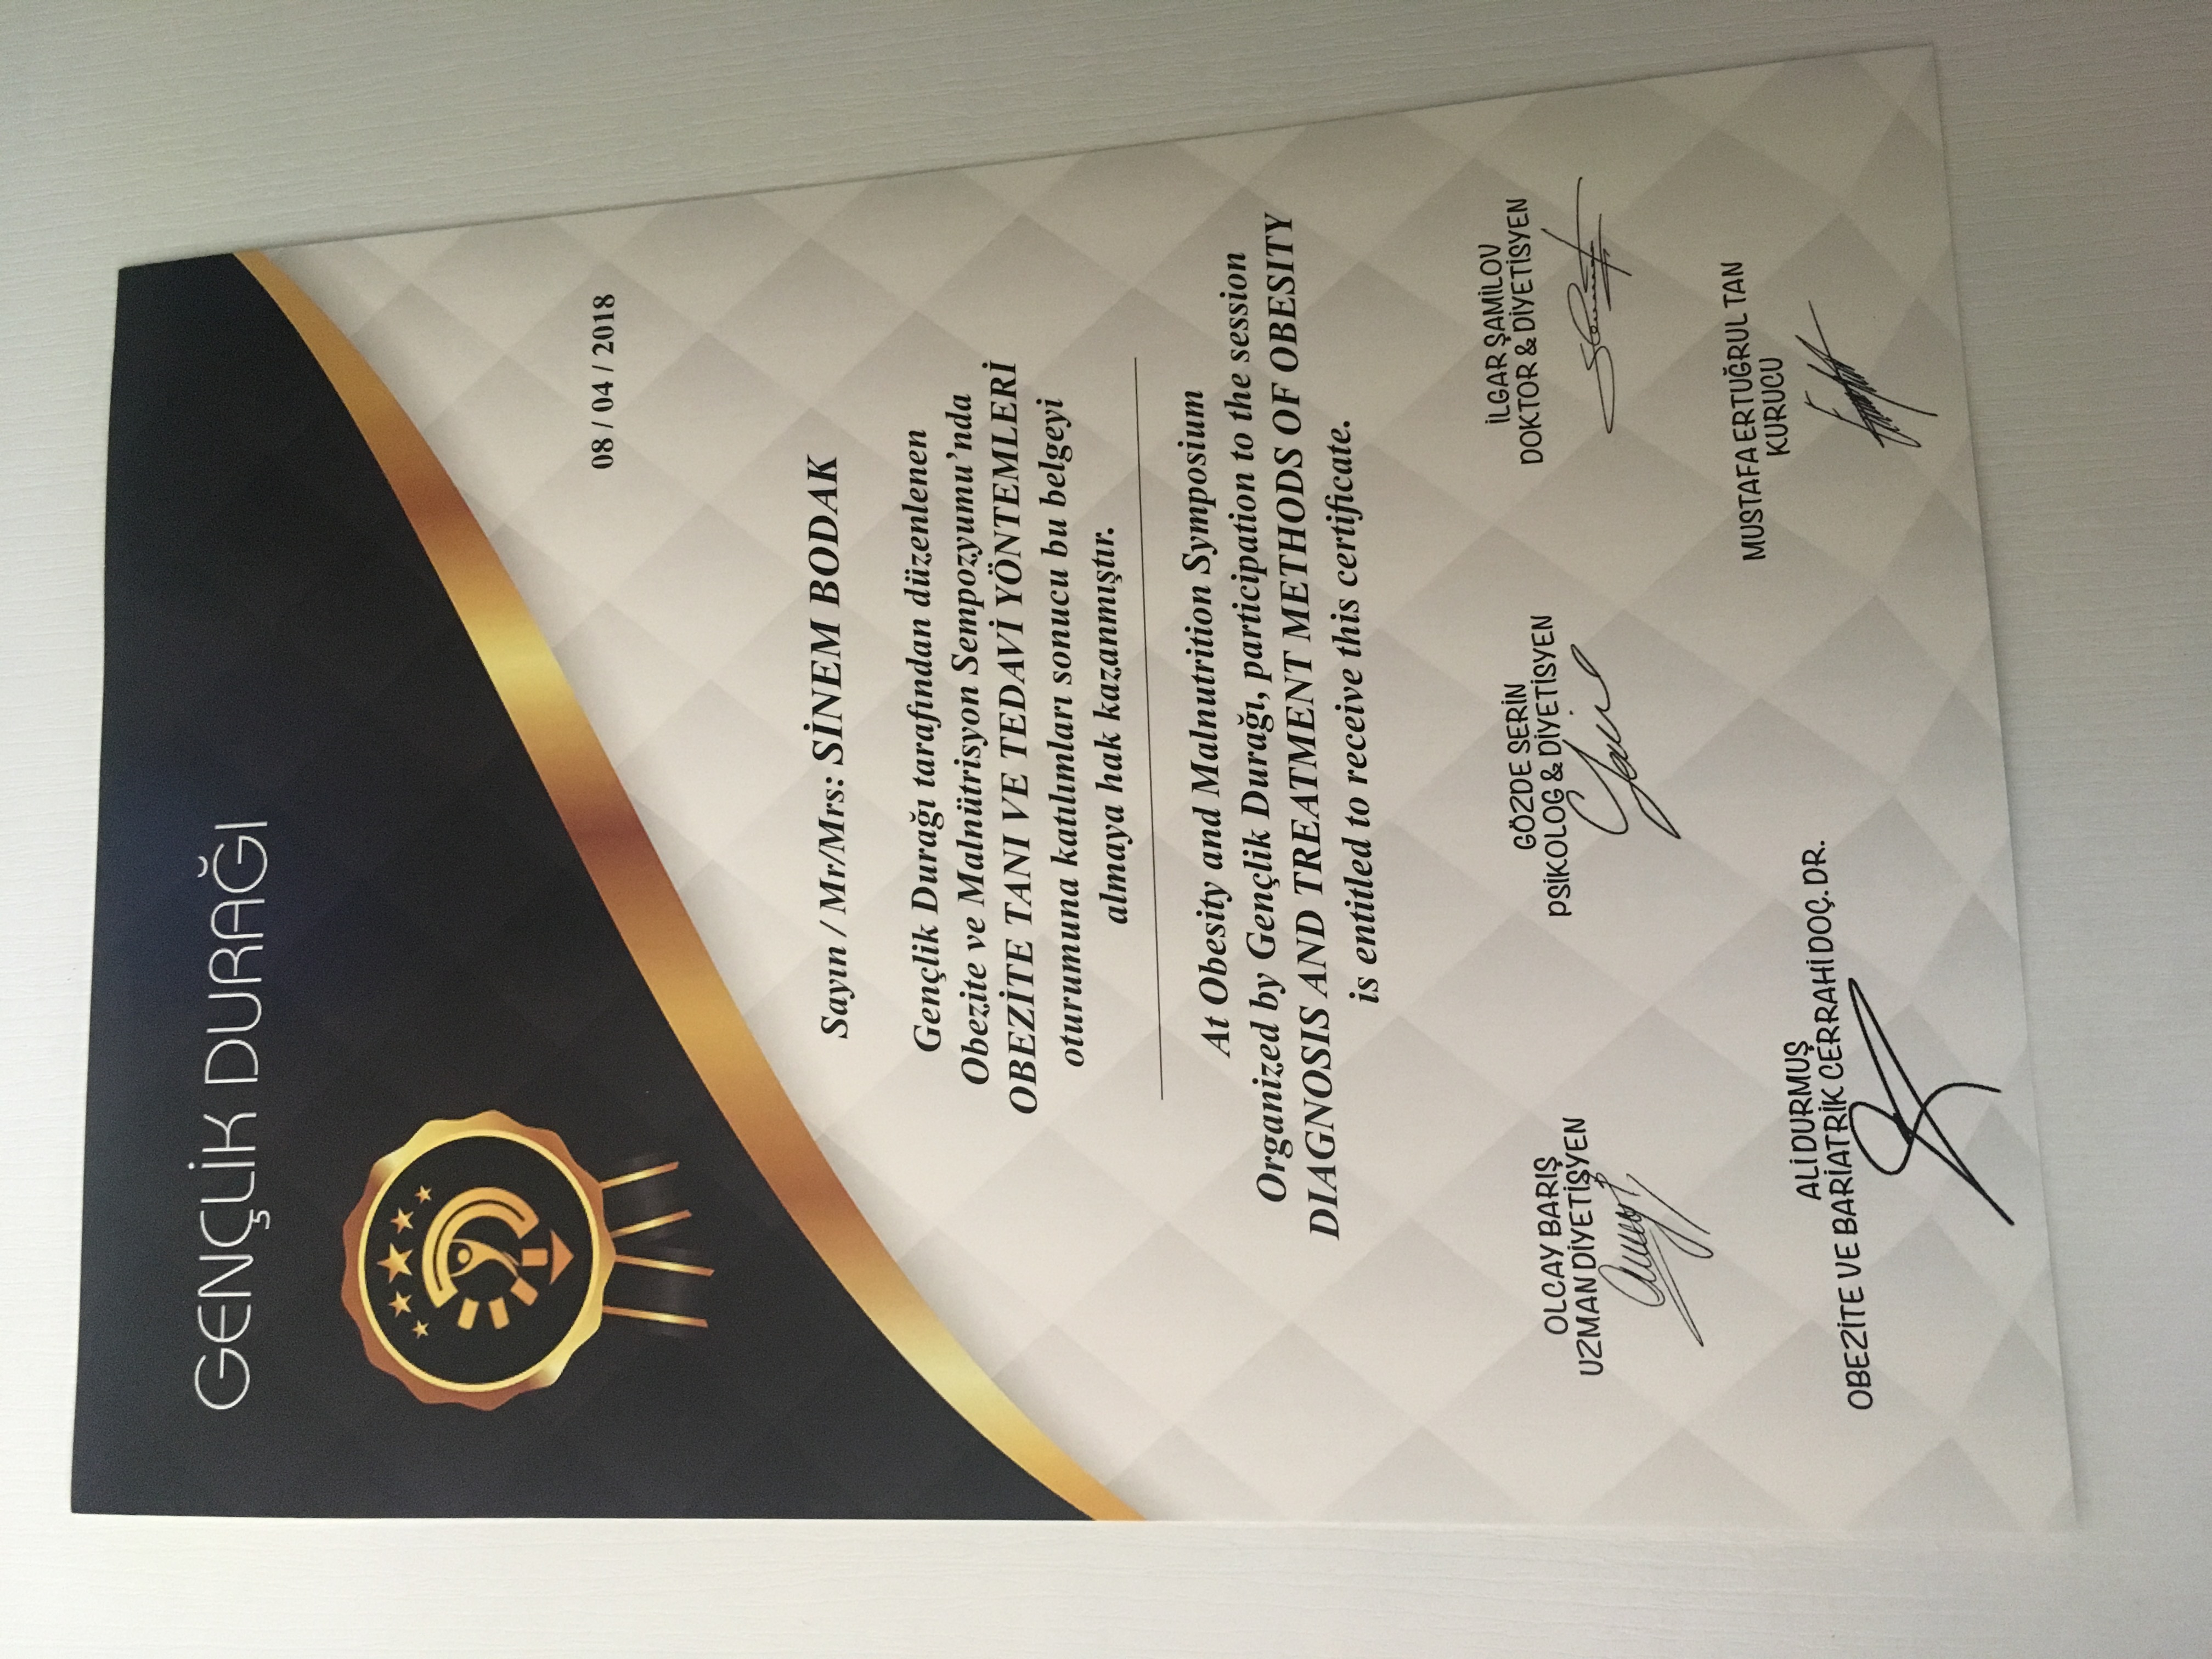 GENÇLİK DURAĞI
08 / 04 / 2018
Sayın / Mr/Mrs: SİNEM BODAK
Gençlik Durağı tarafından düzenlenen
Obezite ve Malnütrisyon Sempozyumu'nda
OBEZİTE TANI VE TEDAVİ YÖNTEMLERİ
oturumuna katılımları sonucu bu belgeyi
almaya hak kazanmıştır.
At Obesity and Malnutrition Symposium
Organized by Gençlik Durağı, participation to the session
DIAGNOSIS AND TREATMENT METHODS OF OBESITY
is entitled to receive this certificate.
OLCAY BARIŞ
UZMAN DİYETİSYEN
GÖZDE SERİN
PSİKOLOG & DİYETİSYEN
İLGAR ŞAMİLOV
DOKTOR & DİYETİSYEN
ALİ DURMUŞ
OBEZİTE VE BARİATRİK CERRAHİ DOÇ. DR.
MUSTAFA ERTUĞRUL TAN
KURUCU